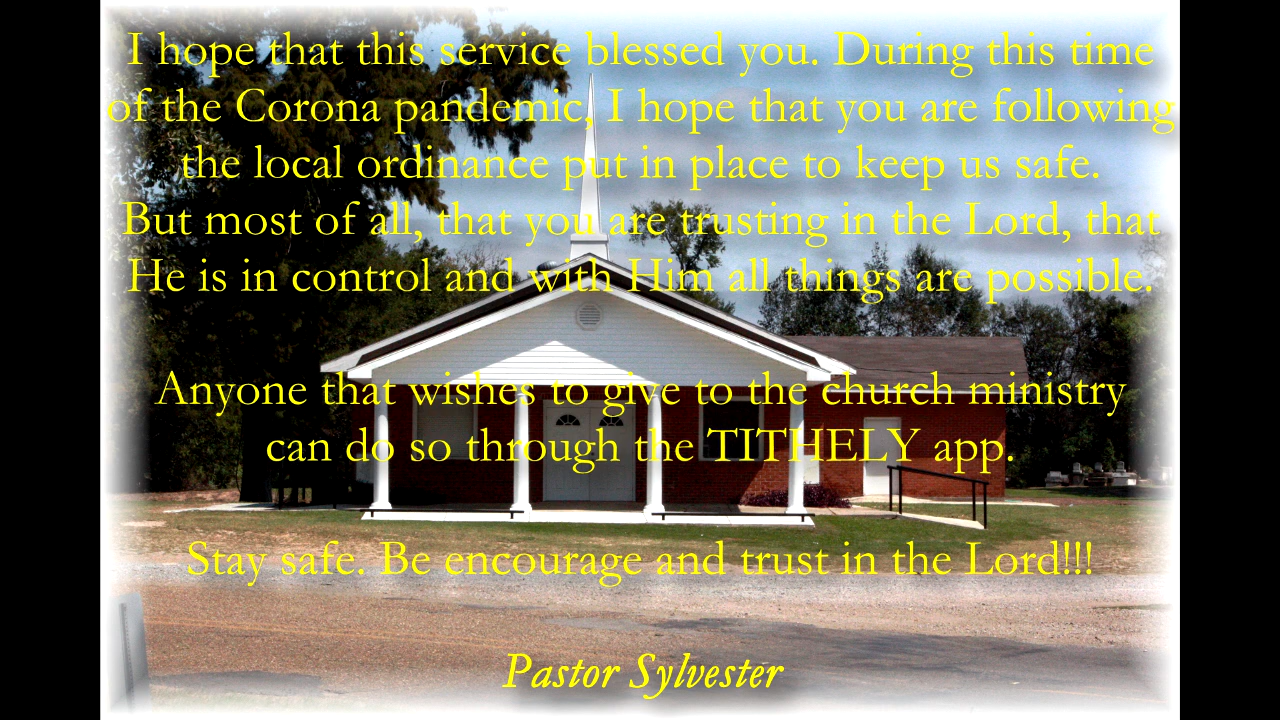 I hope that this service blessed you. During this time
of the Corona pandemic, I hope that you are following
the local ordinance put in place to keep us safe.
But most of all, that you are trusting in the Lord, that
He is in control and with Him all things are possible.
Anyone that wishes to give to the church ministry
can do so through the TITHELY app.
Stay safe. Be encourage and trust in the Lord!!!
Pastor Sylvester